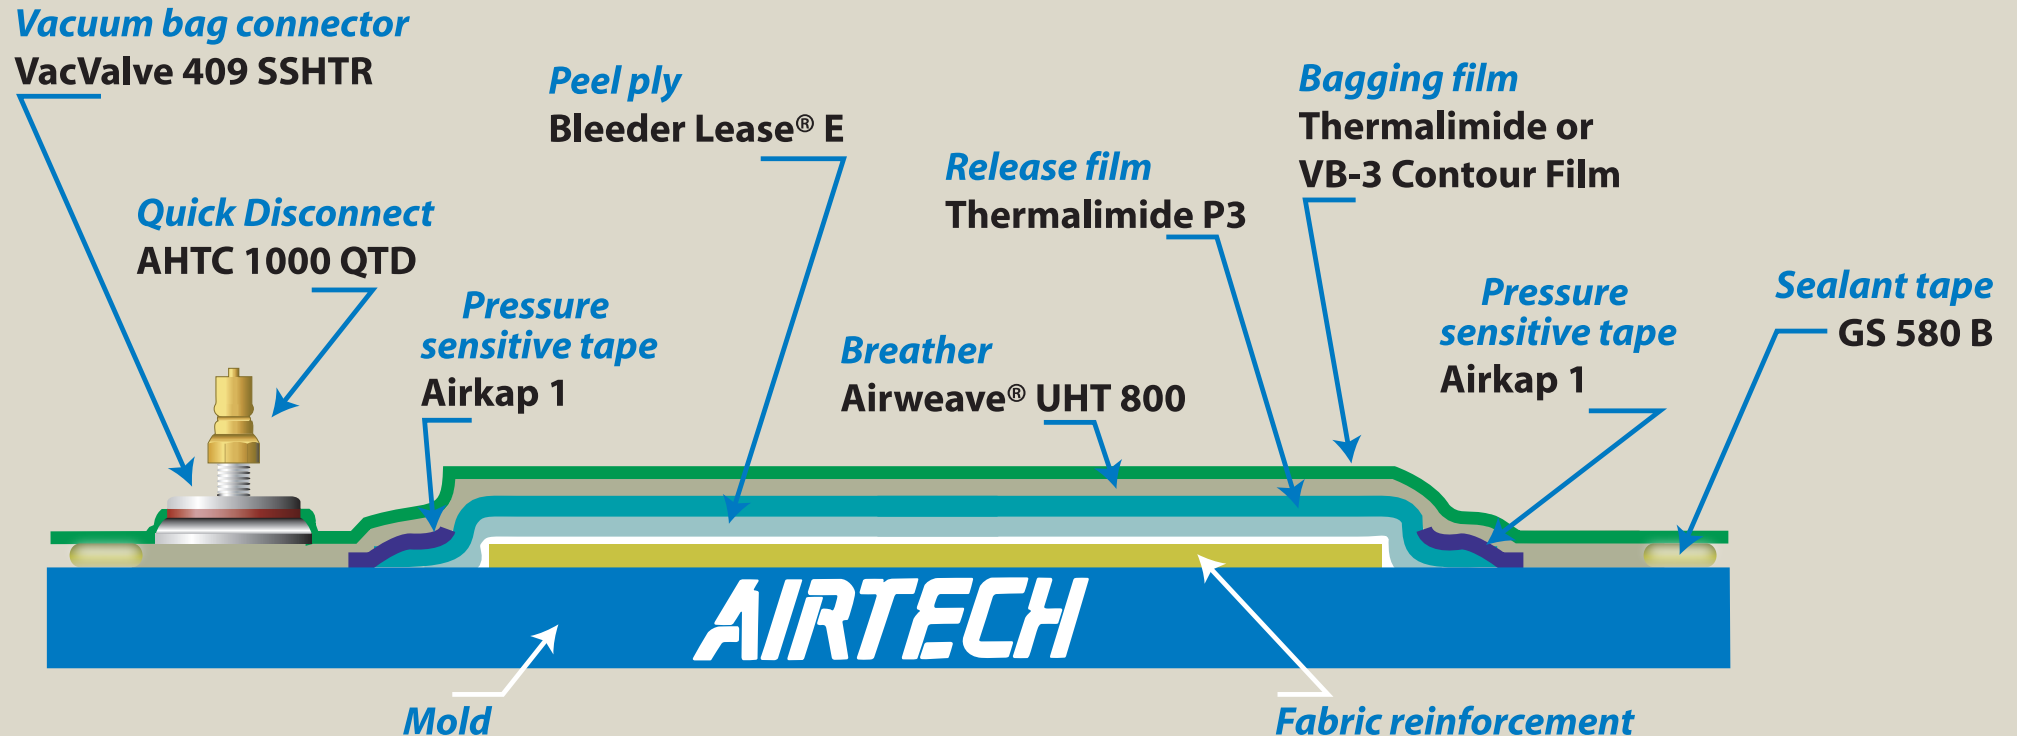 Vacuum bag connector
VacValve 409 SSHTR
Quick Disconnect
AHTC 1000 QTD
Pressure
sensitive tape
Airkap 1
Peel ply
Bleeder Lease® E
Breather
Airweave® UHT 800
Release film
Thermalimide P3
Bagging film
Thermalimide or
VB-3 Contour Film
Pressure
sensitive tape
Airkap 1
Sealant tape
GS 580 B
AIRTECH
Mold
Fabric reinforcement